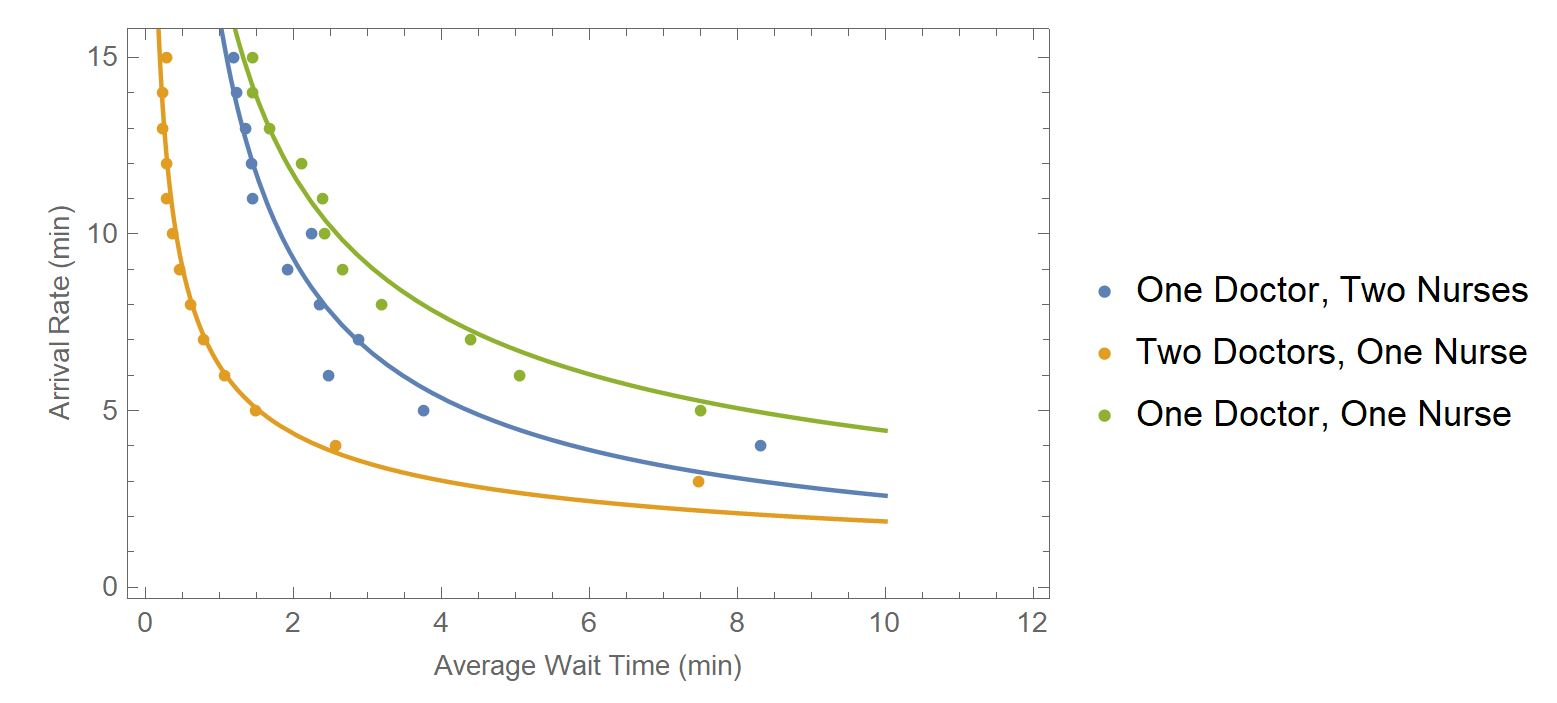 15
10
5
0
Arrival Rate (min)
0 2 4 6 8 10 12
Average Wait Time (min)
One Doctor, Two Nurses
Two Doctors, One Nurse
One Doctor, One Nurse